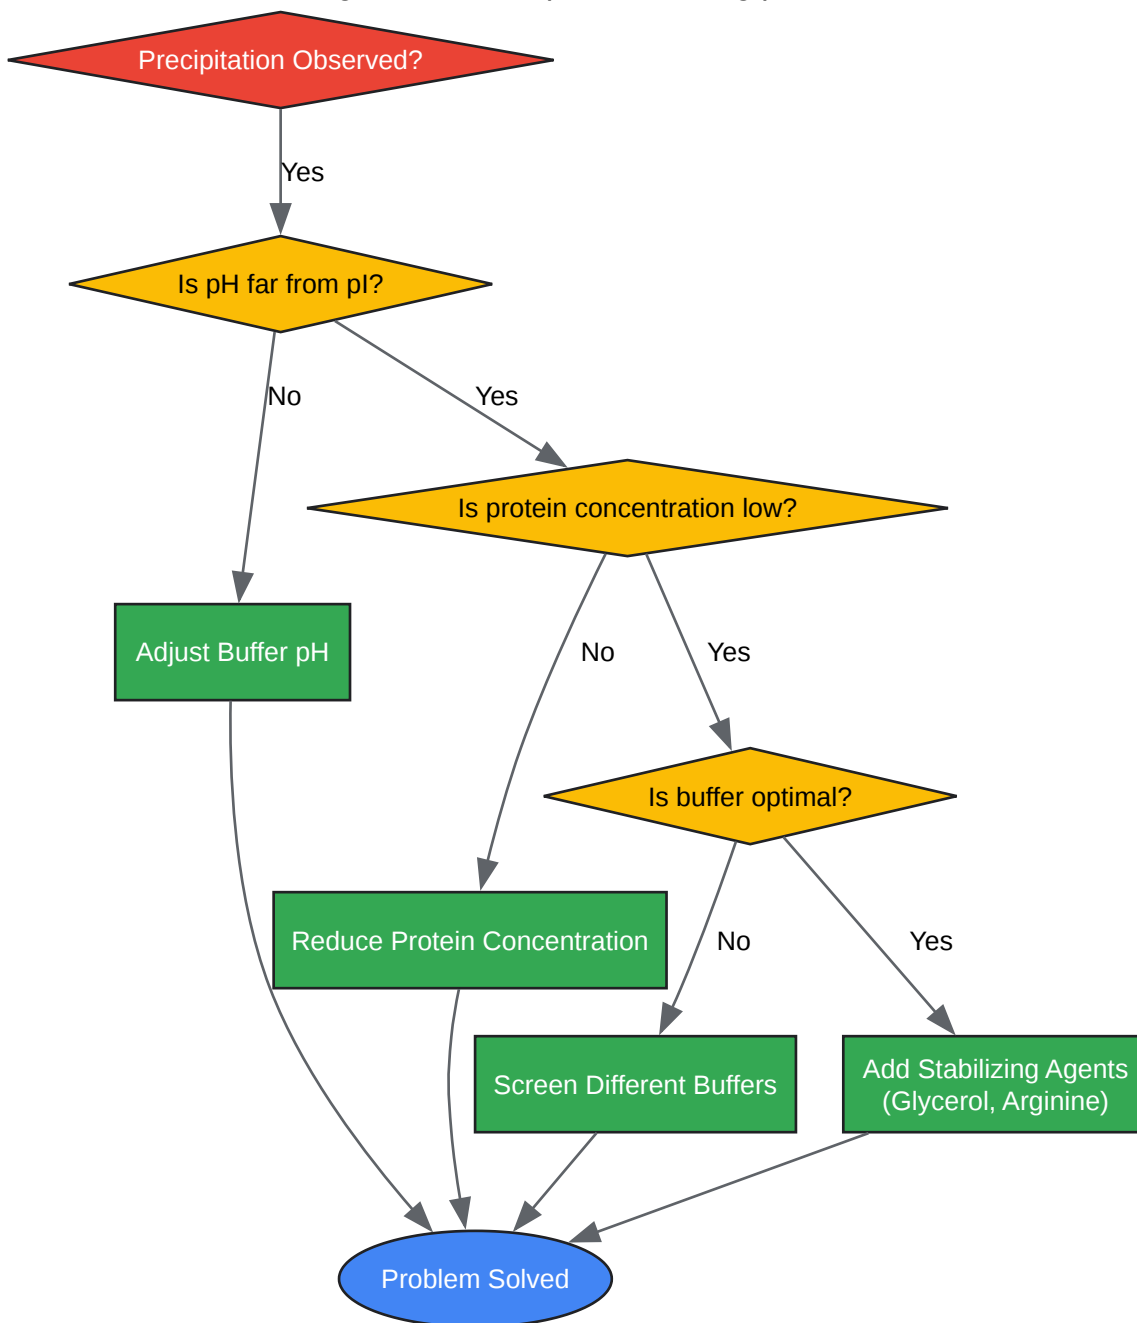 Precipitation Observed?
Yes
Is pH far from pI?
No
Yes
Is protein concentration low?
Adjust Buffer pH
No
Yes
Is buffer optimal?
Reduce Protein Concentration
No
Yes
Screen Different Buffers
Add Stabilizing Agents
(Glycerol, Arginine)
Problem Solved